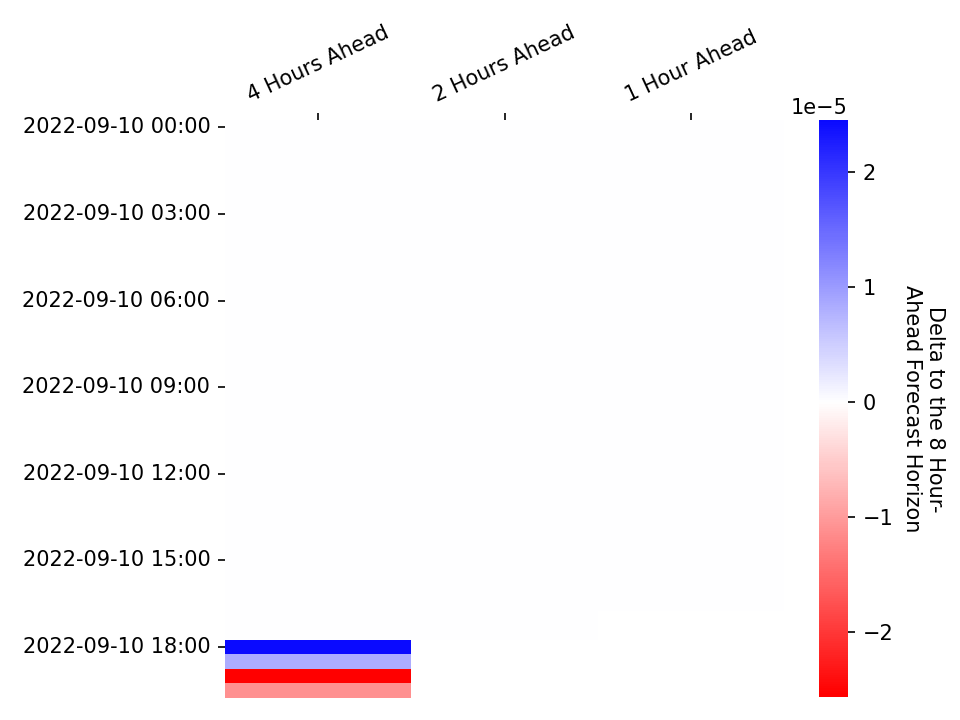 4 Hours Ahead
2 Hours Ahead
1 Hour Ahead
1e−5
2022-09-10 00:00
2022-09-10 03:00
2022-09-10 06:00
2022-09-10 09:00
2022-09-10 12:00
2022-09-10 15:00
2022-09-10 18:00
2
1
0
−1
−2
Delta to the 8 Hour-
Ahead Forecast Horizon